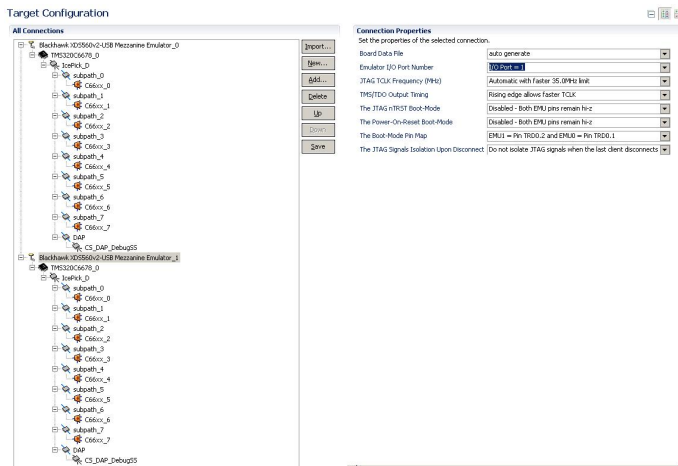 Target Configuration
All Connections
Blackhawk XDS560v2-USB Mezzanine Emulator_0
TMS320C6678_0
IcePick_D
subpath_0
C66xx_0
subpath_1
C66xx_1
subpath_2
C66xx_2
subpath_3
C66xx_3
subpath_4
C66xx_4
subpath_5
C66xx_5
subpath_6
C66xx_6
subpath_7
C66xx_7
DAP
CS_DAP_DebugSS
Blackhawk XDS560v2-USB Mezzanine Emulator_1
TMS320C6678_0
IcePick_D
subpath_0
C66xx_0
subpath_1
C66xx_1
subpath_2
C66xx_2
subpath_3
C66xx_3
subpath_4
C66xx_4
subpath_5
C66xx_5
subpath_6
C66xx_6
subpath_7
C66xx_7
DAP
CS_DAP_DebugSS
Import...
New...
Add...
Delete
Up
Down
Save
Connection Properties
Set the properties of the selected connection.
Board Data File auto generate
Emulator I/O Port Number I/O Port = 1
JTAG TCLK Frequency (MHz) Automatic with faster 35.0MHz limit
TMS/TDO Output Timing Rising edge allows faster TCLK
The JTAG nTRST Boot-Mode Disabled - Both EMU pins remain hi-z
The Power-On-Reset Boot-Mode Disabled - Both EMU pins remain hi-z
The Boot-Mode Pin Map EMU1 = Pin TRD0.2 and EMU0 = Pin TRD0.1
The JTAG Signals Isolation Upon Disconnect Do not isolate JTAG signals when the last client disconnects